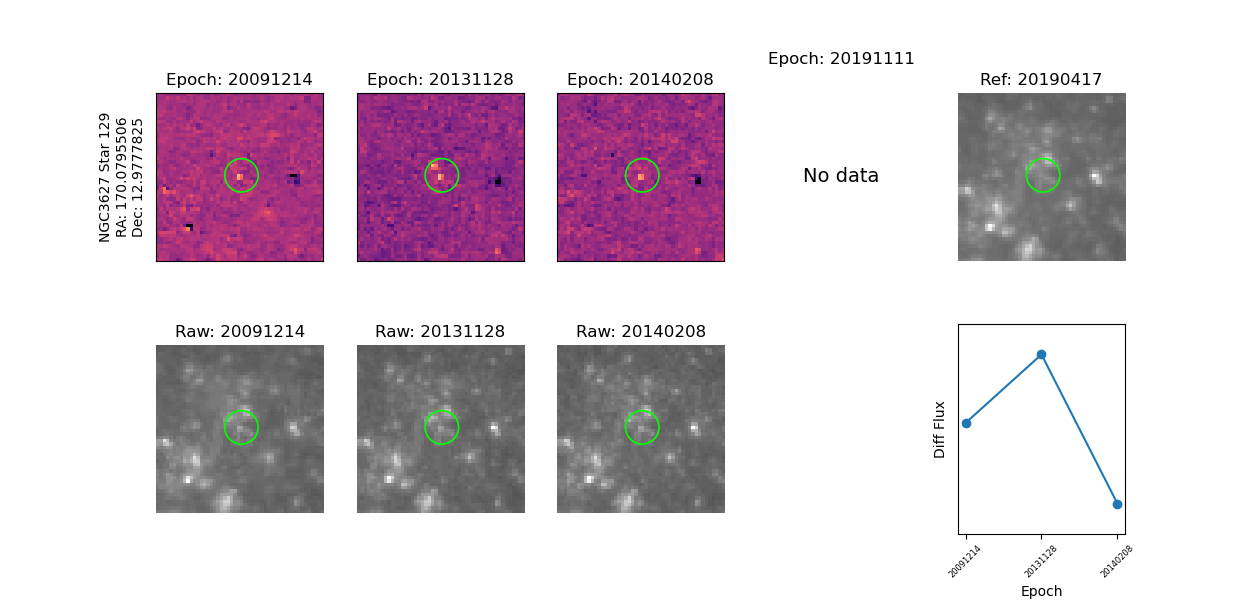 Epoch: 20191111
Epoch: 20091214
Epoch: 20131128
Epoch: 20140208
Ref: 20190417
NGC3627 Star 129
RA: 170.0795506
Dec: 12.9777825
No data
Raw: 20091214
Raw: 20131128
Raw: 20140208
Diff Flux
20091214
20131128
20140208
Epoch